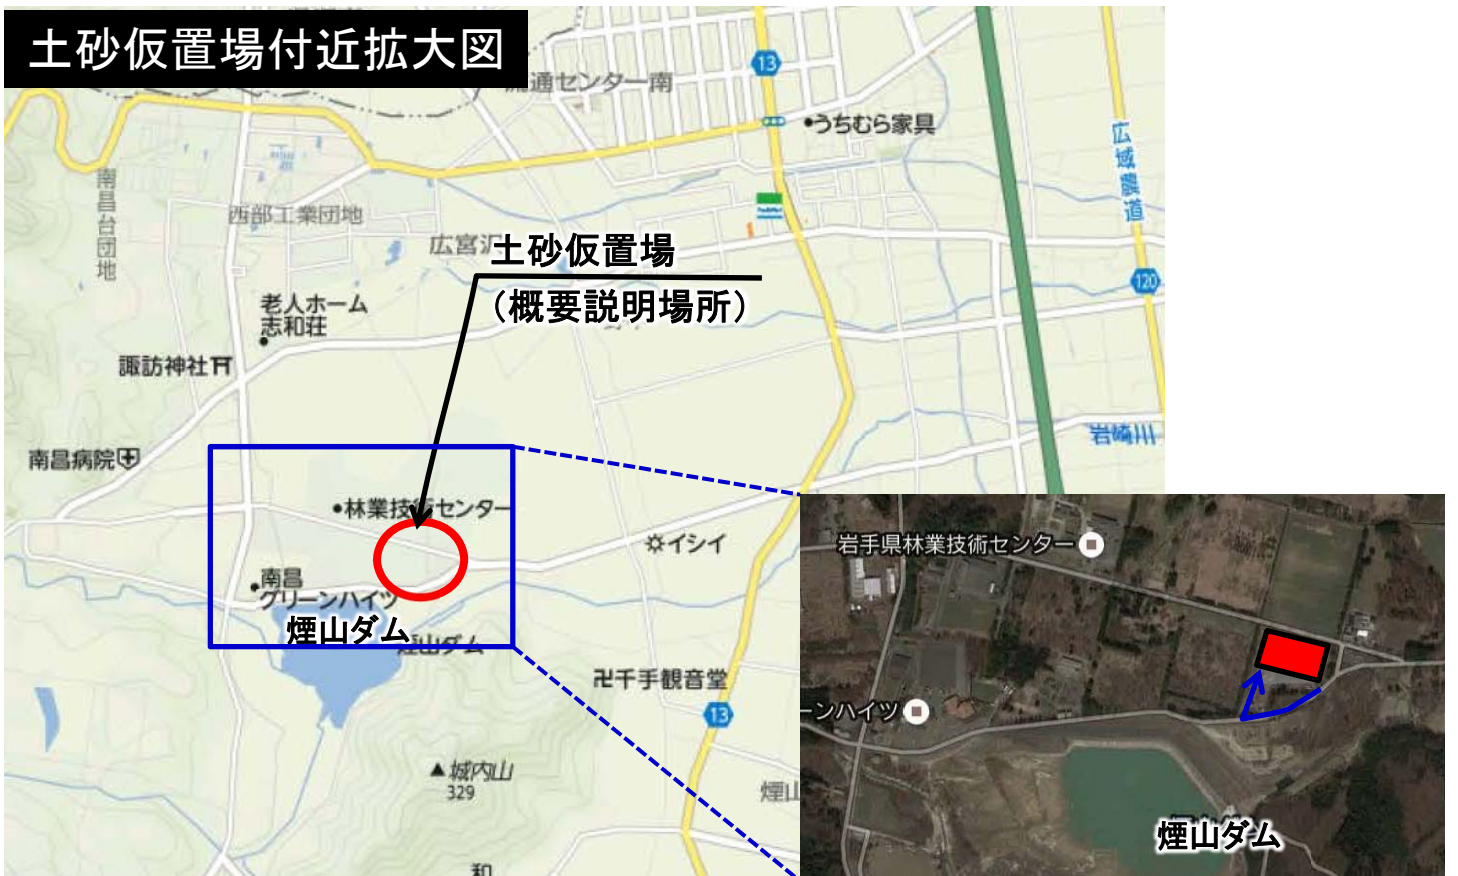 土砂仮置場付近拡大図
13
流通センター南
●うちむら家具
広域農道
南昌台団地
西部工業団地
広宮沢
土砂仮置場
（概要説明場所）
120
老人ホーム
志和荘
諏訪神社
岩崎川
南昌病院
●林業技術センター
イシイ
南昌
グリーンハイツ
煙山ダム
煙山ダム
卍千手観音堂
13
▲城内山
329
煙山
和
岩手県林業技術センター
ーンハイツ
煙山ダム